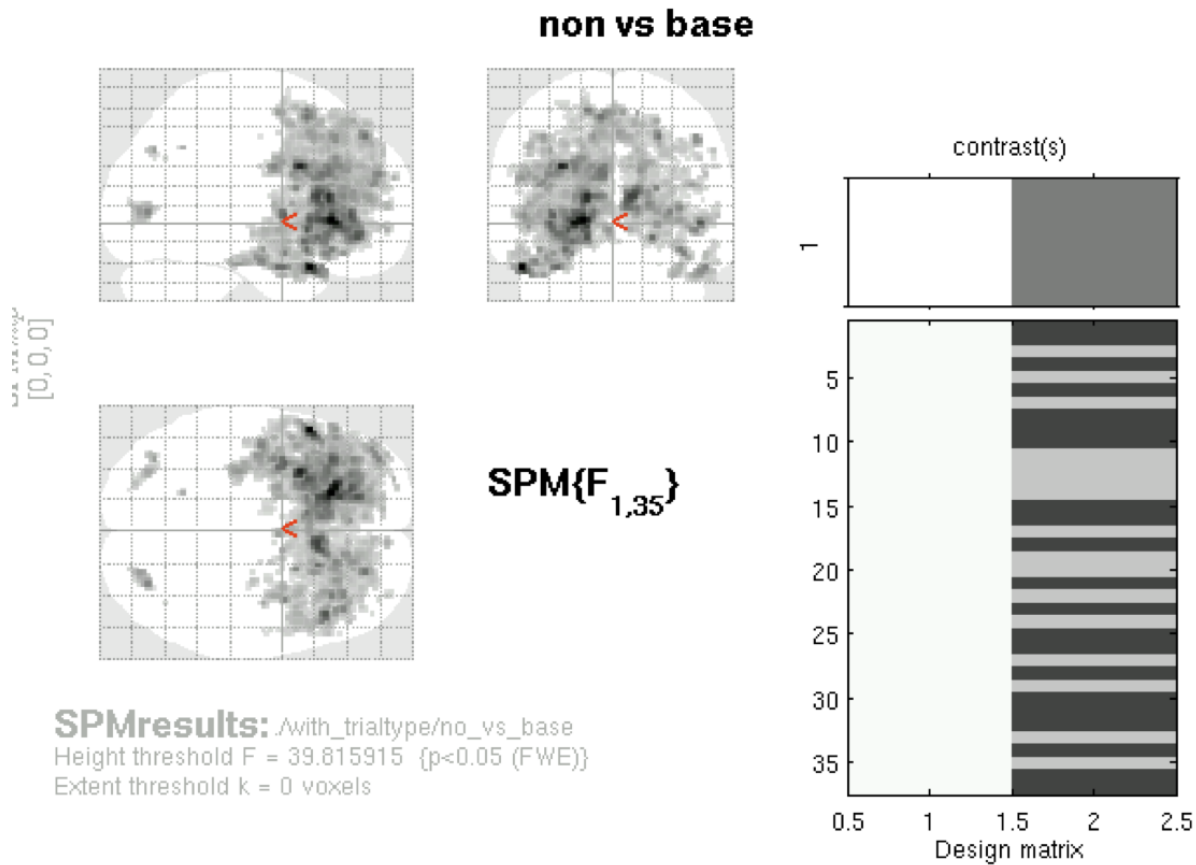 non vs base
contrast(s)
1
[0, 0, 0]
SPM{F1,35}
5
10
15
20
25
30
35
0.5 1 1.5 2 2.5
Design matrix
SPMresults: ./with_trialtype/no_vs_base
Height threshold F = 39.815915 {p<0.05 (FWE)}
Extent threshold k = 0 voxels